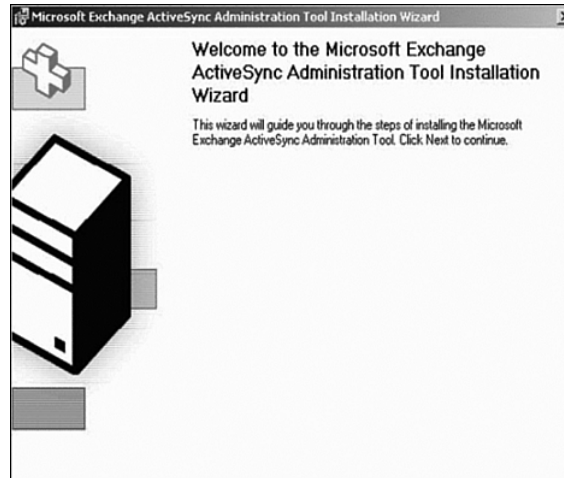 Microsoft Exchange ActiveSync Administration Tool Installation Wizard
Welcome to the Microsoft Exchange
ActiveSync Administration Tool Installation
Wizard
This wizard will guide you through the steps of installing the Microsoft
Exchange ActiveSync Administration Tool. Click Next to continue.